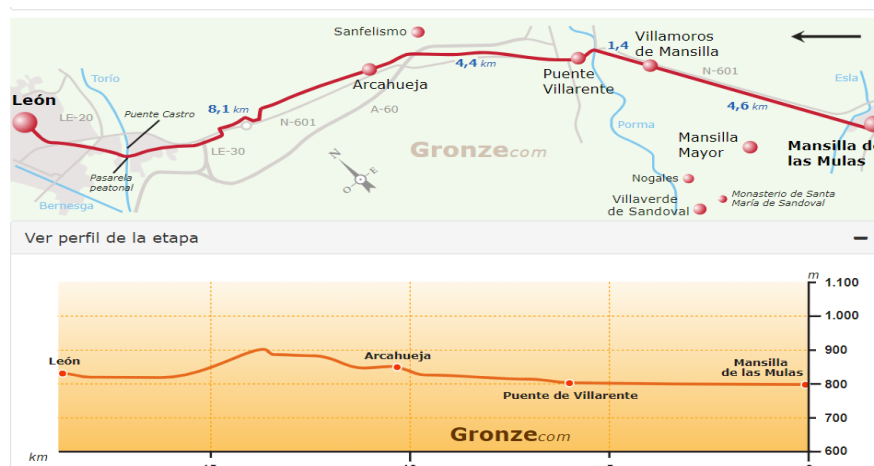 Sanfelismo
Villamoros
de Mansilla
1,4
Torío
4,4 km
Puente
Villarente
N-601
Esla
Arcahueja
León
Puente Castro
8,1 km
A-60
4,6 km
LE-20
N-601
Porma
Mansilla
Mayor
Mansilla de
las Mulas
LE-30
Gronze.com
N
E
O
S
Pasarela
peatonal
Nogales
Monasterio de Santa
María de Sandoval
Villaverde
de Sandoval
Bernesga
Ver perfil de la etapa
m
1.100
1.000
900
800
700
600
León
Arcahueja
Mansilla
de las Mulas
Puente de Villarente
Gronze.com
km